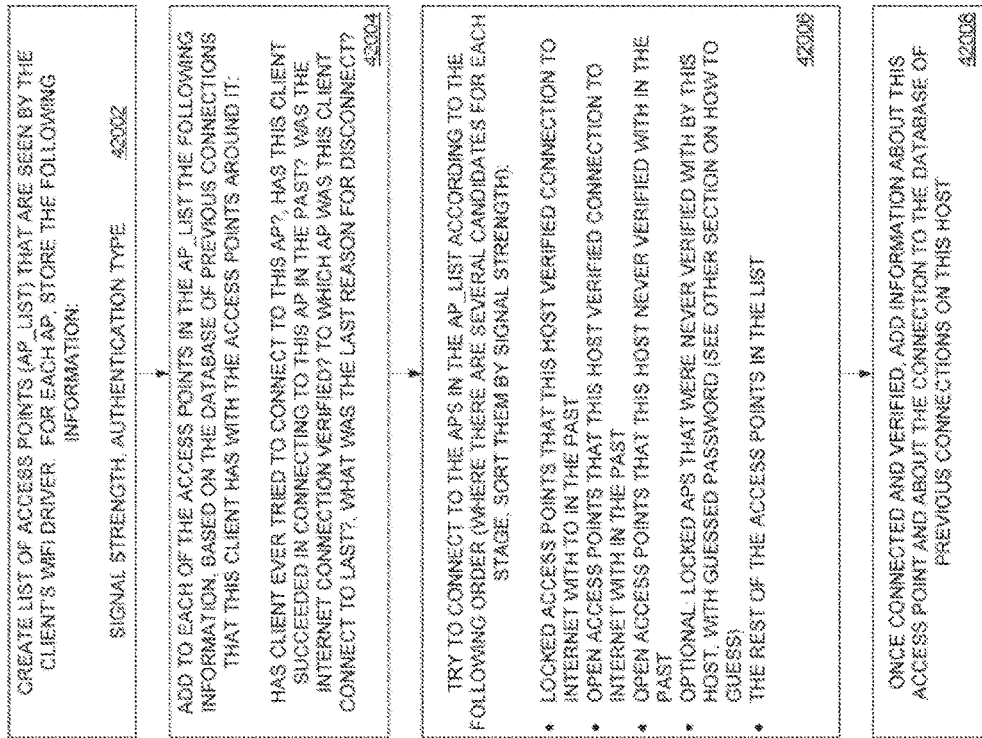 CREATE LIST OF ACCESS POINTS (AP_LIST) THAT ARE SEEN BY THE
CLIENT'S WIFI DRIVER. FOR EACH AP, STORE THE FOLLOWING
INFORMATION:
SIGNAL STRENGTH, AUTHENTICATION TYPE 42002
ADD TO EACH OF THE ACCESS POINTS IN THE AP_LIST THE FOLLOWING
INFORMATION, BASED ON THE DATABASE OF PREVIOUS CONNECTIONS
THAT THIS CLIENT HAS WITH THE ACCESS POINTS AROUND IT:
HAS CLIENT EVER TRIED TO CONNECT TO THIS AP?, HAS THIS CLIENT
SUCCEEDED IN CONNECTING TO THIS AP IN THE PAST? WAS THE
INTERNET CONNECTION VERIFIED? TO WHICH AP WAS THIS CLIENT
CONNECT TO LAST?, WHAT WAS THE LAST REASON FOR DISCONNECT?
42004
TRY TO CONNECT TO THE APS IN THE AP_LIST ACCORDING TO THE
FOLLOWING ORDER (WHERE THERE ARE SEVERAL CANDIDATES FOR EACH
STAGE, SORT THEM BY SIGNAL STRENGTH):
• LOCKED ACCESS POINTS THAT THIS HOST VERIFIED CONNECTION TO
INTERNET WITH TO IN THE PAST
• OPEN ACCESS POINTS THAT THIS HOST VERIFIED CONNECTION TO
INTERNET WITH IN THE PAST
• OPEN ACCESS POINTS THAT THIS HOST NEVER VERIFIED WITH IN THE
PAST
• OPTIONAL: LOCKED APS THAT WERE NEVER VERIFIED WITH BY THIS
HOST, WITH GUESSED PASSWORD (SEE OTHER SECTION ON HOW TO
GUESS)
• THE REST OF THE ACCESS POINTS IN THE LIST
42006
ONCE CONNECTED AND VERIFIED, ADD INFORMATION ABOUT THIS
ACCESS POINT AND ABOUT THE CONNECTION TO THE DATABASE OF
PREVIOUS CONNECTIONS ON THIS HOST
42008